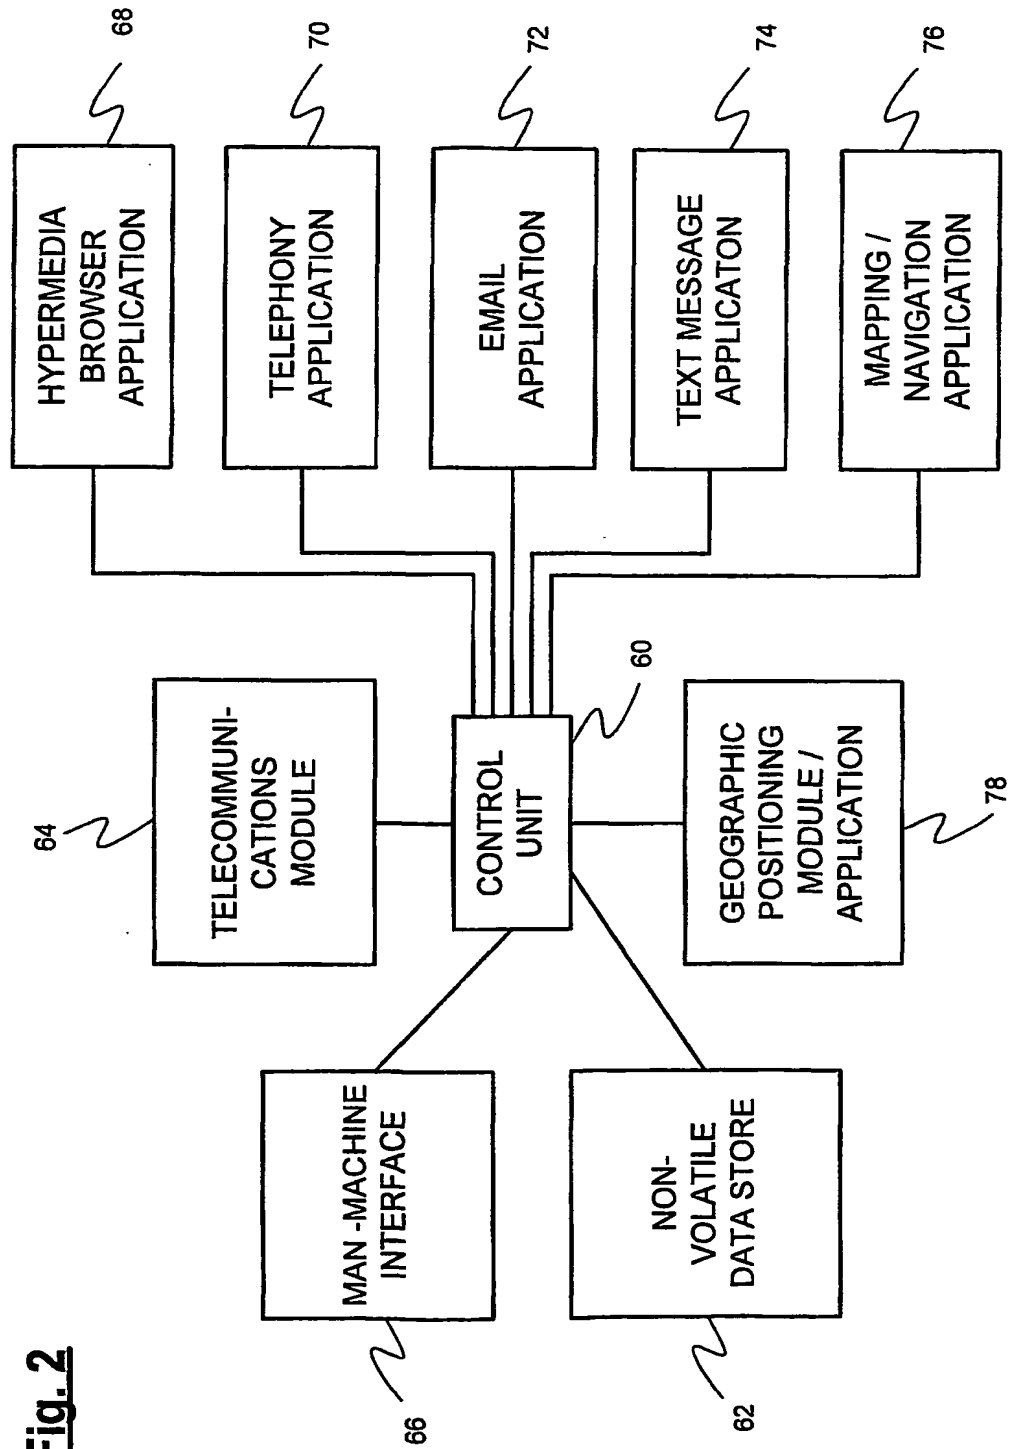 Fig. 2
HYPERMEDIA
BROWSER
APPLICATION
68
64
TELECOMMUNI-
CATIONS
MODULE
TELEPHONY
APPLICATION
70
66
MAN -MACHINE
INTERFACE
CONTROL
UNIT
60
EMAIL
APPLICATION
72
62
NON-
VOLATILE
DATA STORE
TEXT MESSAGE
APPLICATON
74
GEOGRAPHIC
POSITIONING
MODULE /
APPLICATION
78
MAPPING /
NAVIGATION
APPLICATION
76